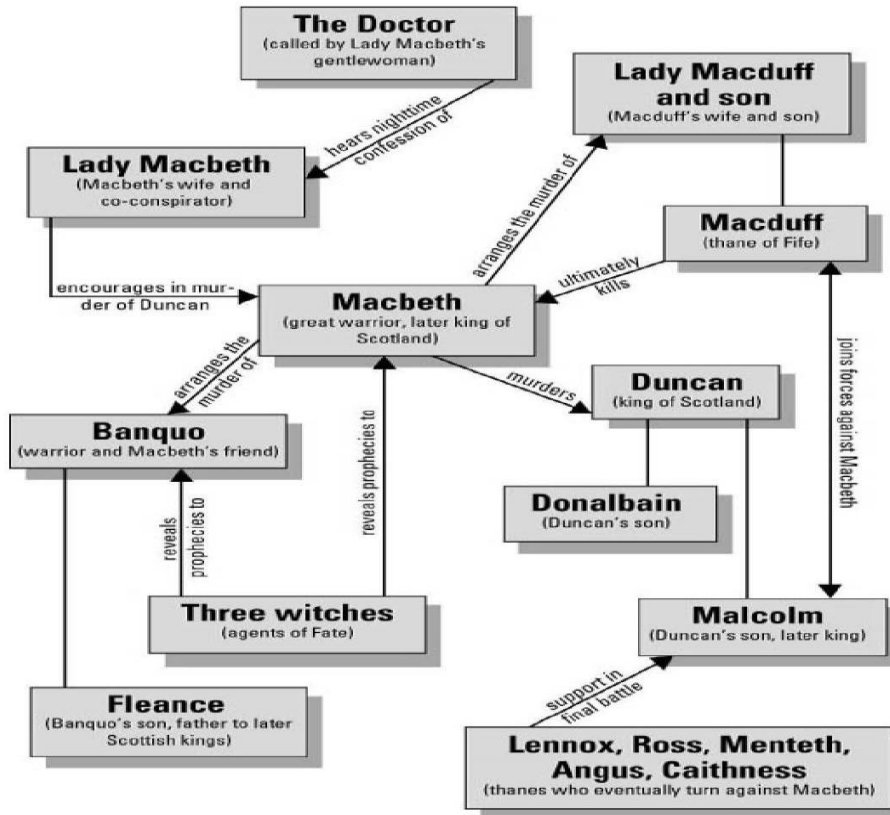 The Doctor
(called by Lady Macbeth's
gentlewoman)
Lady Macduff
and son
(Macduff's wife and son)
hears nighttime
confession of
Lady Macbeth
(Macbeth's wife and
co-conspirator)
arranges the murder of
Macduff
(thane of Fife)
encourages in mur-
der of Duncan
ultimately
kills
Macbeth
(great warrior, later king of
Scotland)
arranges the
murder of
murders
Duncan
(king of Scotland)
joins forces against Macbeth
Banquo
(warrior and Macbeth's friend)
reveals
prophecies to
reveals prophecies to
Donalbain
(Duncan's son)
Three witches
(agents of Fate)
Malcolm
(Duncan's son, later king)
support in
final battle
Fleance
(Banquo's son, father to later
Scottish kings)
Lennox, Ross, Menteth,
Angus, Caithness
(thanes who eventually turn against Macbeth)